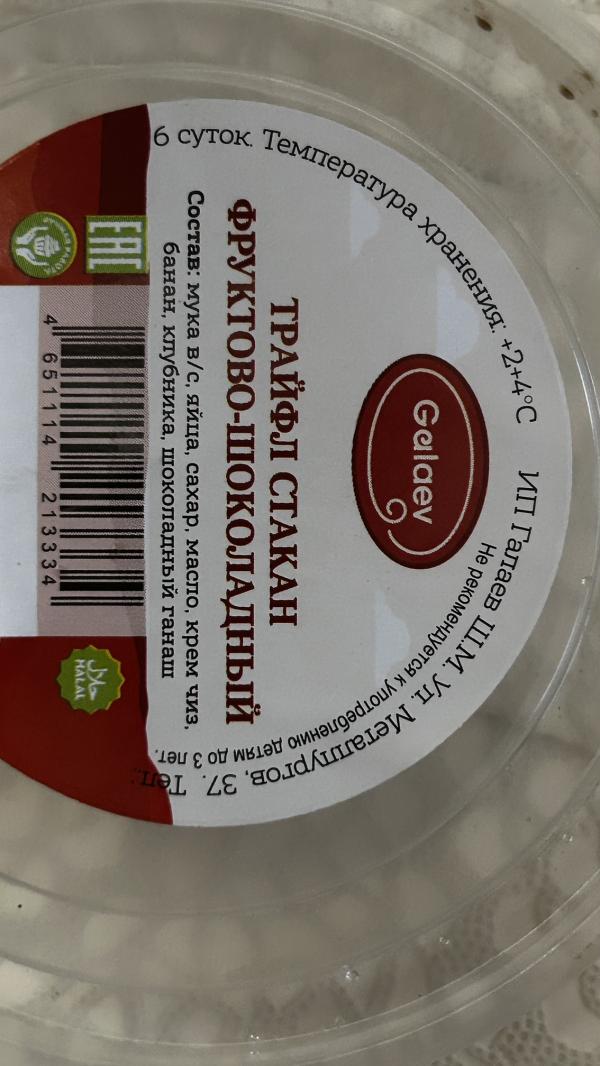 6 суток. Температура хранения: +2+4°С
ИП Галаев Ш.М. Ул. Металлургов, 37. Тел.:
Не рекомендуется к употреблению детям до 3 лет.
Galaev
ТРАЙФЛ СТАКАН
ФРУКТОВО-ШОКОЛАДНЫЙ
Состав: мука в/с, яйца, сахар, масло, крем чиз,
банан, клубника, шоколадный ганаш
EAC
4 651114 213334
حلال
HALAL